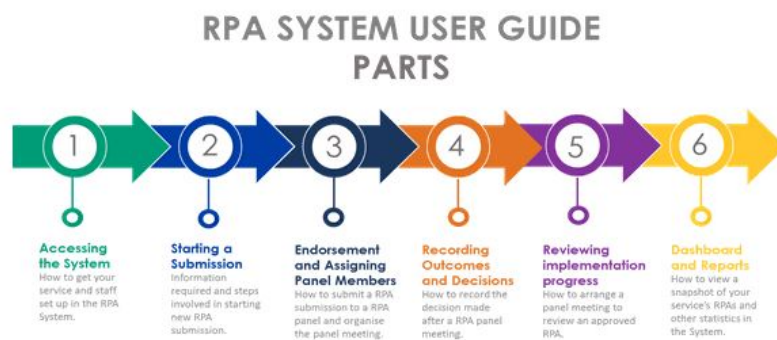 RPA SYSTEM USER GUIDE
PARTS
1
2
3
4
5
6
Accessing
the System
How to get your
service and staff
set up in the RPA
System.
Starting a
Submission
Information
required and steps
involved in starting
new RPA
submission.
Endorsement
and Assigning
Panel Members
How to submit a RPA
submission to a RPA
panel and organise
the panel meeting.
Recording
Outcomes
and Decisions
How to record the
decision made
after a RPA panel
meeting.
Reviewing
implementation
progress
How to arrange a
panel meeting to
review an approved
RPA.
Dashboard
and Reports
How to view a
snapshot of your
service's RPAs and
other statistics in
the System.